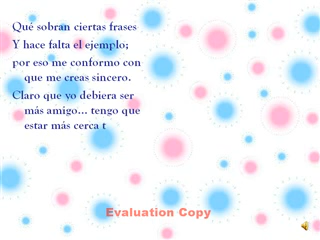 Qué sobran ciertas frases
Y hace falta el ejemplo;
por eso me conformo con
que me creas sincero.
Claro que yo debiera ser
más amigo... tengo que
estar más cerca t
Evaluation Copy